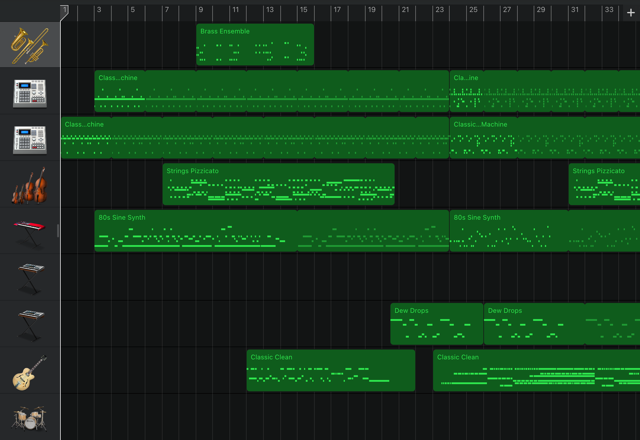 1 3 5 7 9 11 13 15 17 19 21 23 25 27 29 31 33 +
Brass Ensemble
Class...chine
Cla...ine
Class...chine
Classic...Machine
Strings Pizzicato
Strings Pizzicato
80s Sine Synth
80s Sine Synth
Dew Drops
Dew Drops
Classic Clean
Classic Clean